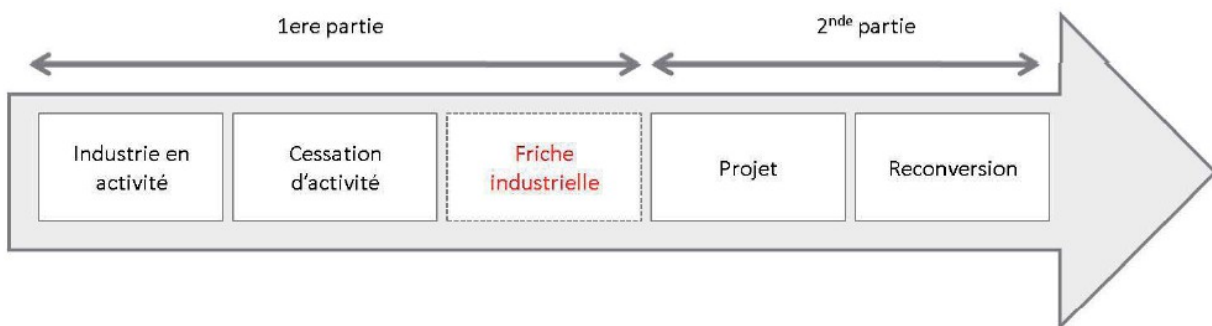 1ere partie
2nde partie
Industrie en
activité
Cessation
d'activité
Friche
industrielle
Projet
Reconversion